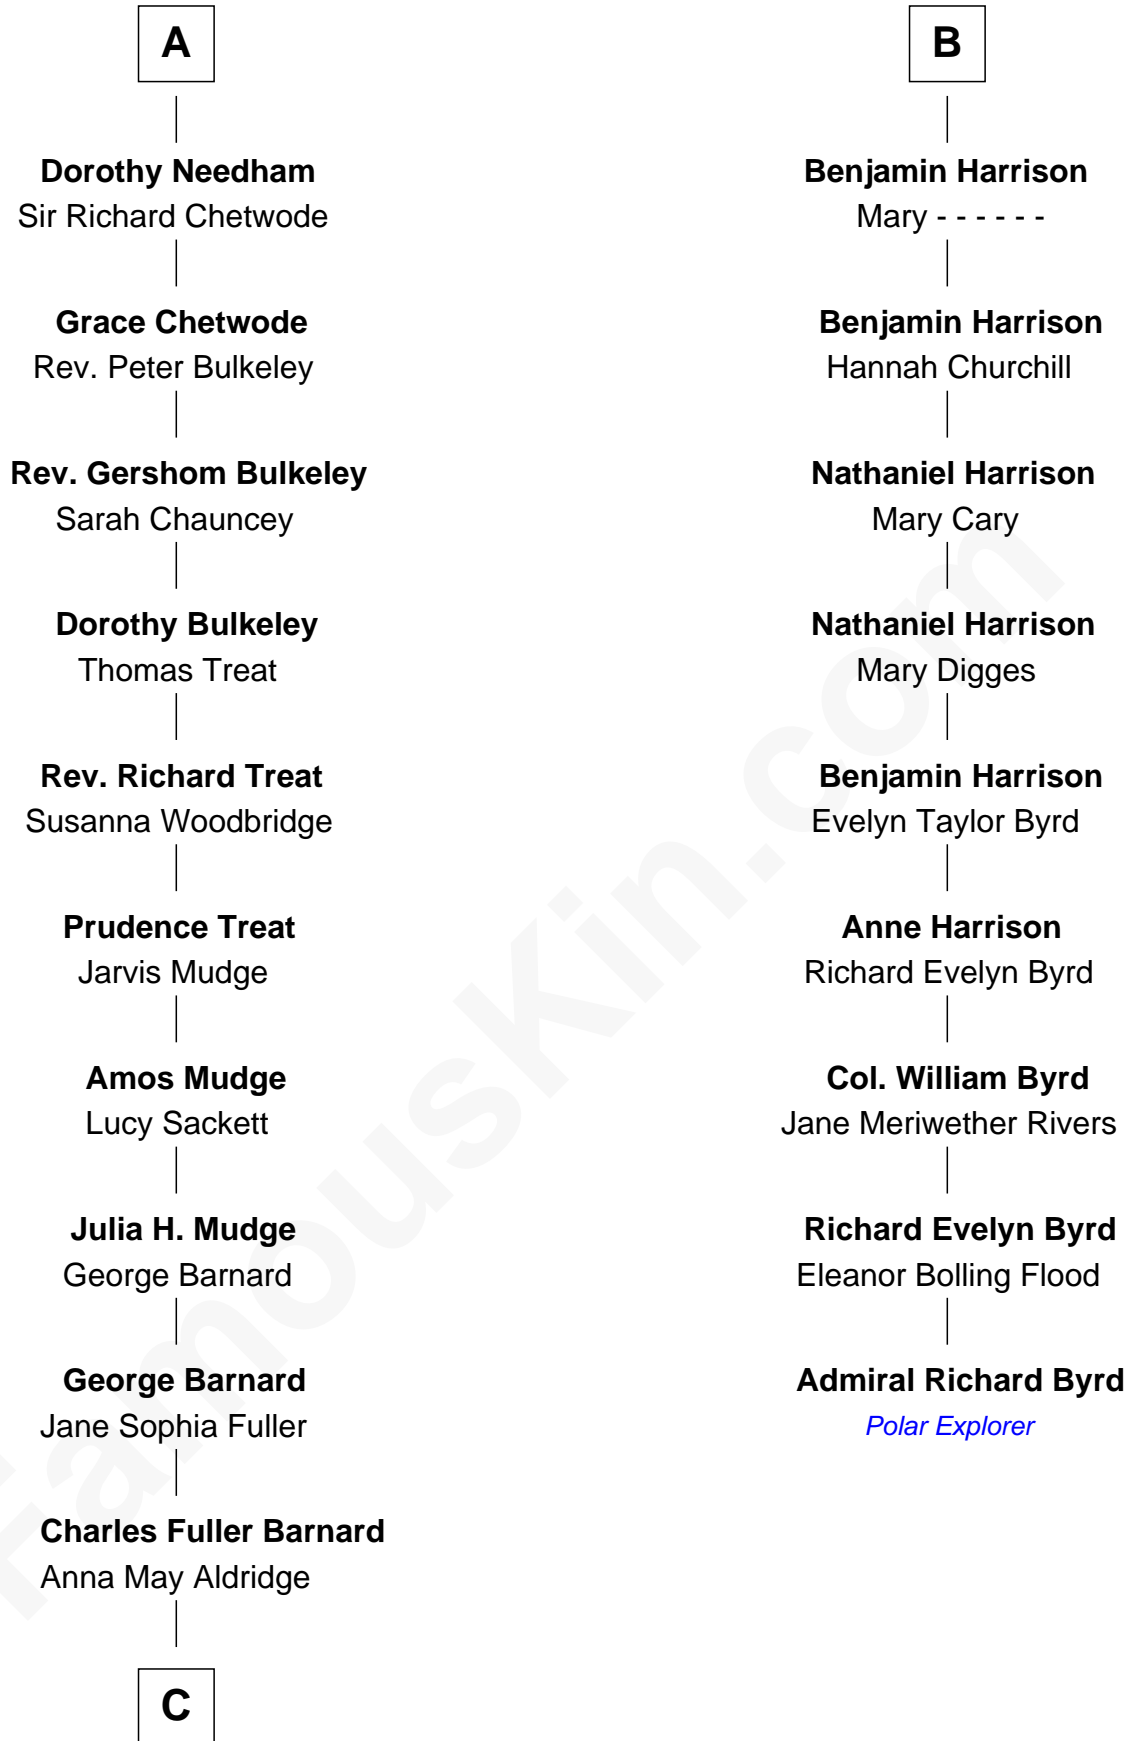 A
Dorothy Needham
Sir Richard Chetwode
Grace Chetwode
Rev. Peter Bulkeley
Rev. Gershom Bulkeley
Sarah Chauncey
Dorothy Bulkeley
Thomas Treat
Rev. Richard Treat
Susanna Woodbridge
Prudence Treat
Jarvis Mudge
Amos Mudge
Lucy Sackett
Julia H. Mudge
George Barnard
George Barnard
Jane Sophia Fuller
Charles Fuller Barnard
Anna May Aldridge
C
B
Benjamin Harrison
Mary - - - - - -
Benjamin Harrison
Hannah Churchill
Nathaniel Harrison
Mary Cary
Nathaniel Harrison
Mary Digges
Benjamin Harrison
Evelyn Taylor Byrd
Anne Harrison
Richard Evelyn Byrd
Col. William Byrd
Jane Meriwether Rivers
Richard Evelyn Byrd
Eleanor Bolling Flood
Admiral Richard Byrd
Polar Explorer
FamousKin.com